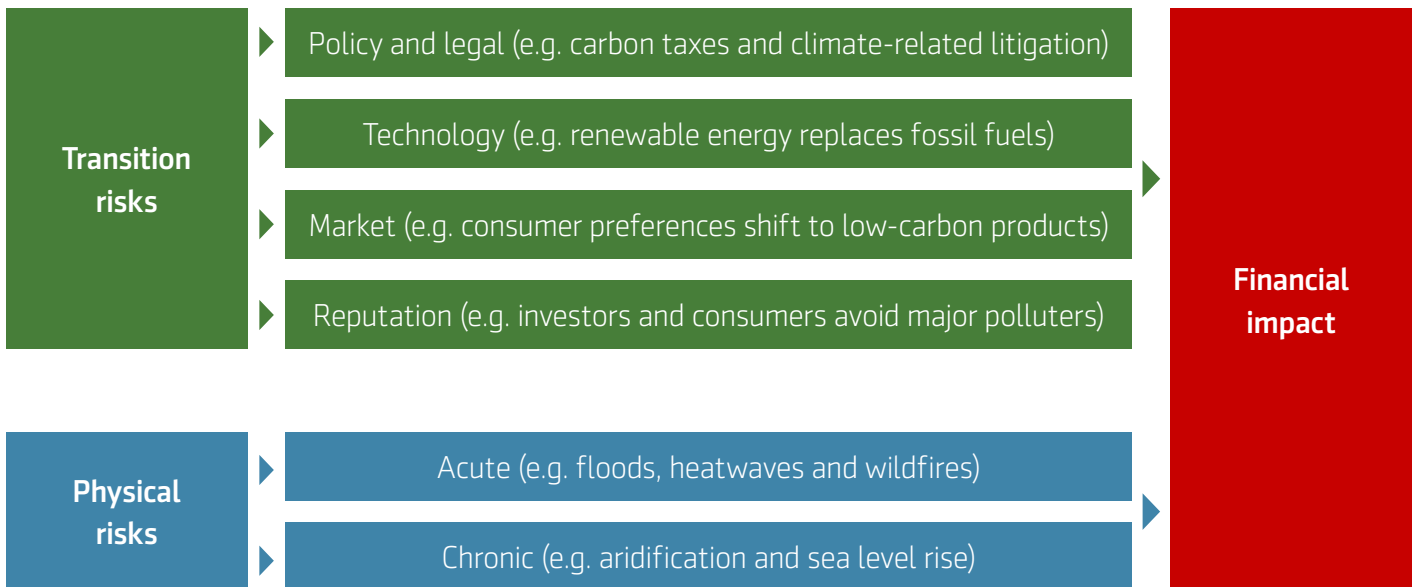 Transition
risks
Policy and legal (e.g. carbon taxes and climate-related litigation)
Technology (e.g. renewable energy replaces fossil fuels)
Market (e.g. consumer preferences shift to low-carbon products)
Reputation (e.g. investors and consumers avoid major polluters)
Physical
risks
Acute (e.g. floods, heatwaves and wildfires)
Chronic (e.g. aridification and sea level rise)
Financial
impact